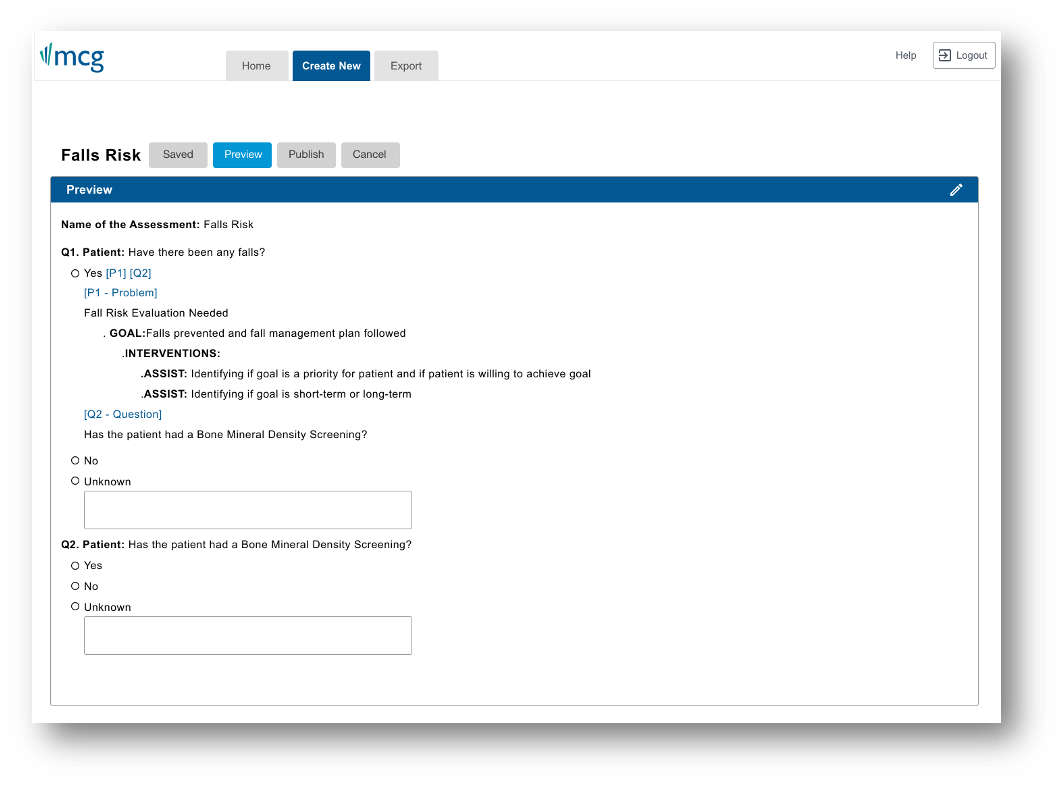 mcg
Home Create New Export
Help Logout
Falls Risk Saved Preview Publish Cancel
Preview
Name of the Assessment: Falls Risk
Q1. Patient: Have there been any falls?
Yes [P1] [Q2]
[P1 - Problem]
Fall Risk Evaluation Needed
. GOAL:Falls prevented and fall management plan followed
.INTERVENTIONS:
.ASSIST: Identifying if goal is a priority for patient and if patient is willing to achieve goal
.ASSIST: Identifying if goal is short-term or long-term
[Q2 - Question]
Has the patient had a Bone Mineral Density Screening?
No
Unknown
Q2. Patient: Has the patient had a Bone Mineral Density Screening?
Yes
No
Unknown